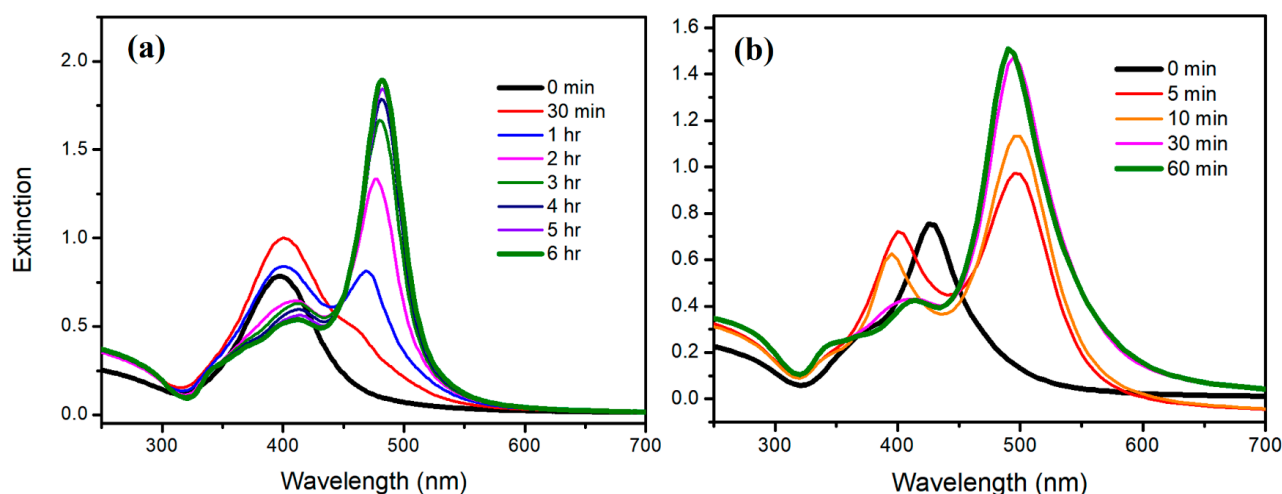 (a)
2.0
1.5
1.0
0.5
0.0
Extinction
0 min
30 min
1 hr
2 hr
3 hr
4 hr
5 hr
6 hr
300 400 500 600 700
Wavelength (nm)
(b)
1.6
1.4
1.2
1.0
0.8
0.6
0.4
0.2
0.0
0 min
5 min
10 min
30 min
60 min
300 400 500 600 700
Wavelength (nm)